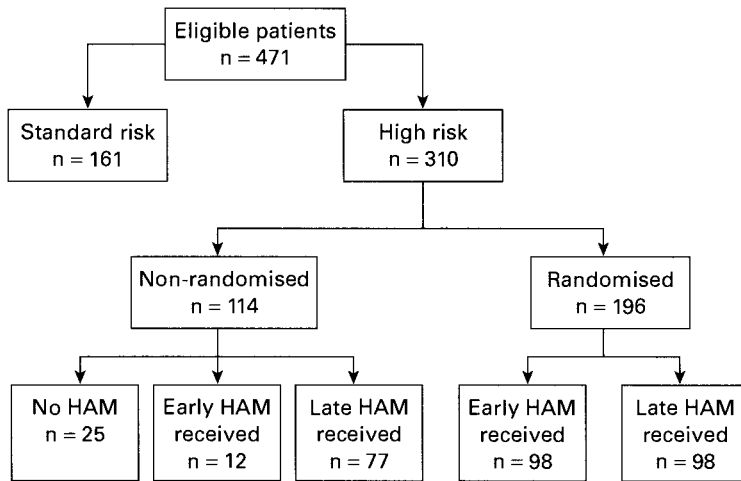 Eligible patients
n = 471
Standard risk
n = 161
High risk
n = 310
Non-randomised
n = 114
Randomised
n = 196
No HAM
n = 25
Early HAM
received
n = 12
Late HAM
received
n = 77
Early HAM
received
n = 98
Late HAM
received
n = 98